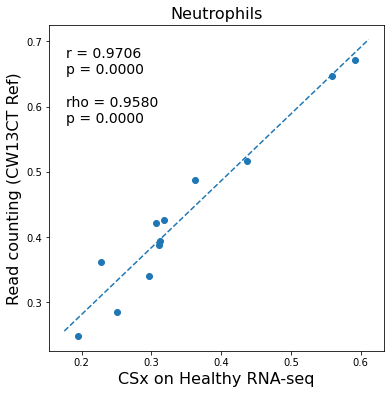 Neutrophils
r = 0.9706
p = 0.0000
rho = 0.9580
p = 0.0000
Read counting (CW13CT Ref)
0.7
0.6
0.5
0.4
0.3
0.2 0.3 0.4 0.5 0.6
CSx on Healthy RNA-seq